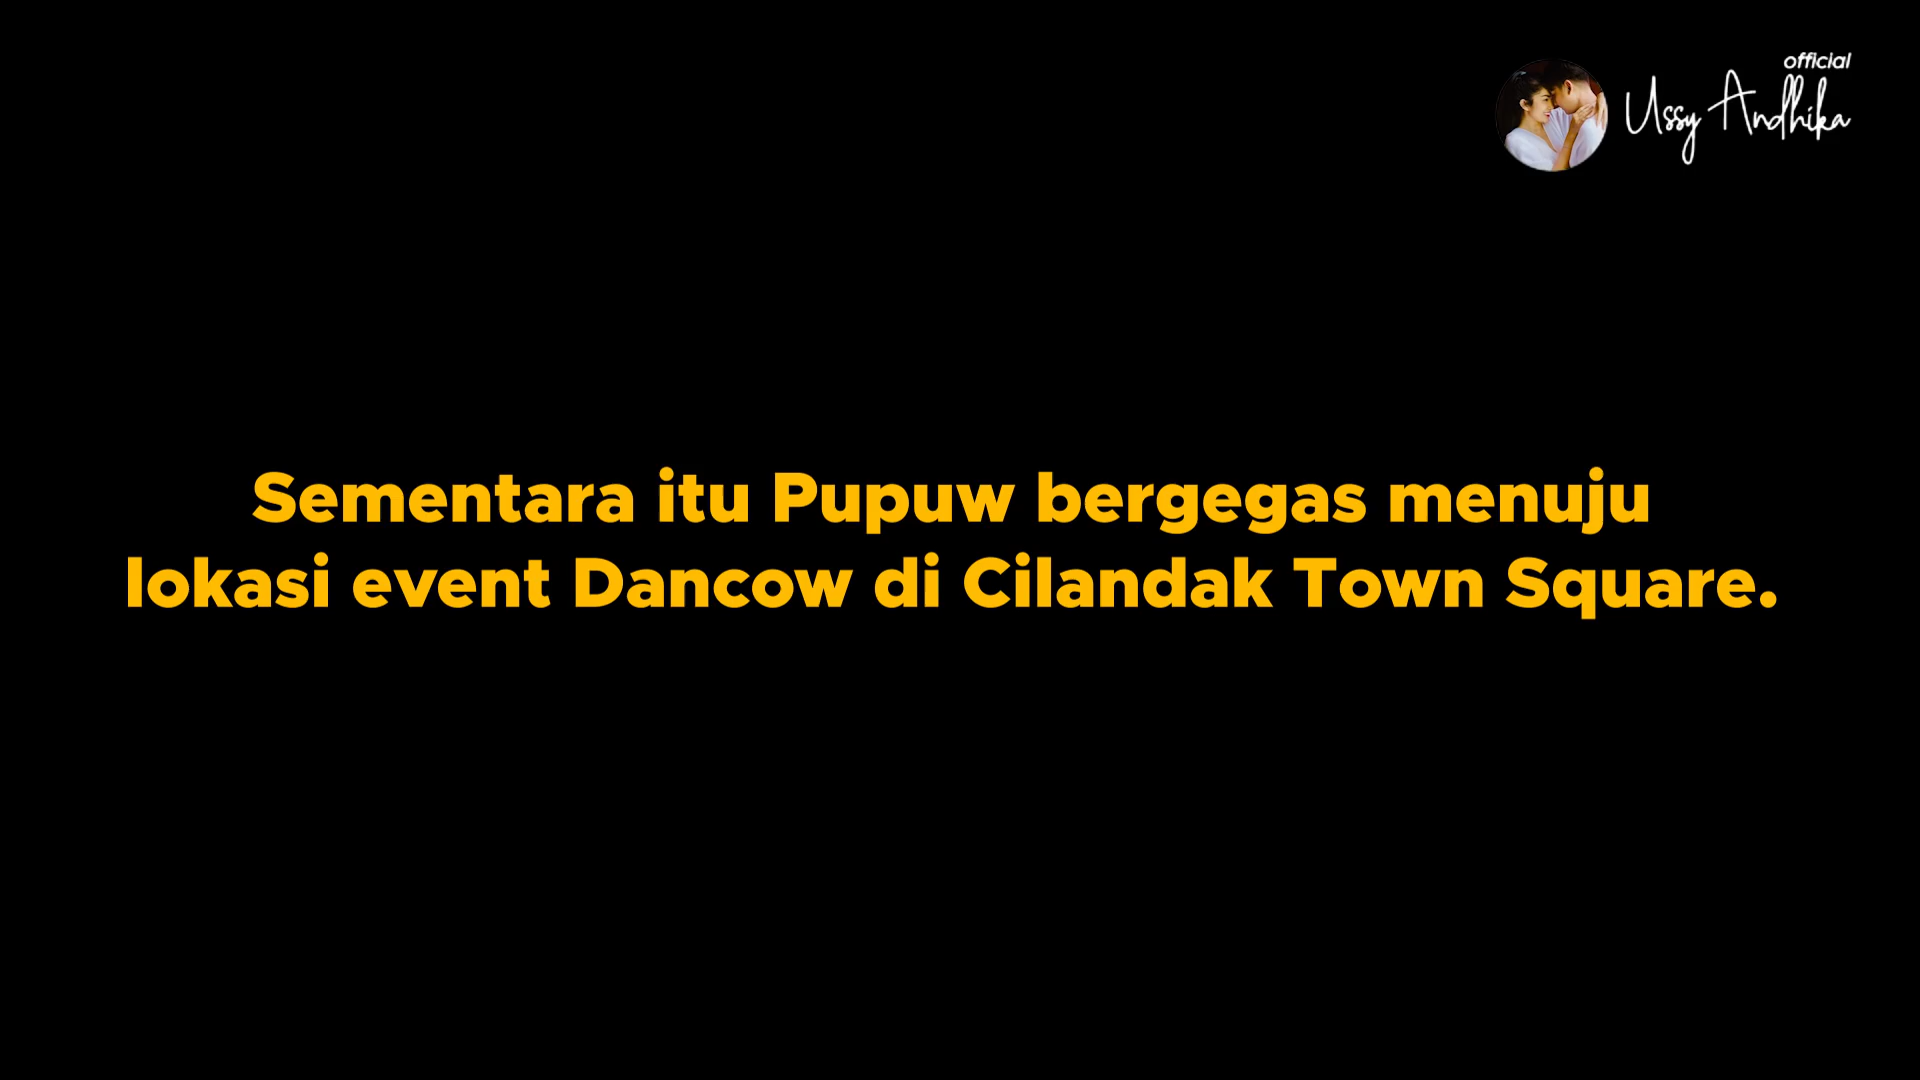 official
Ussy Andhika
Sementara itu Pupuw bergegas menuju
lokasi event Dancow di Cilandak Town Square.